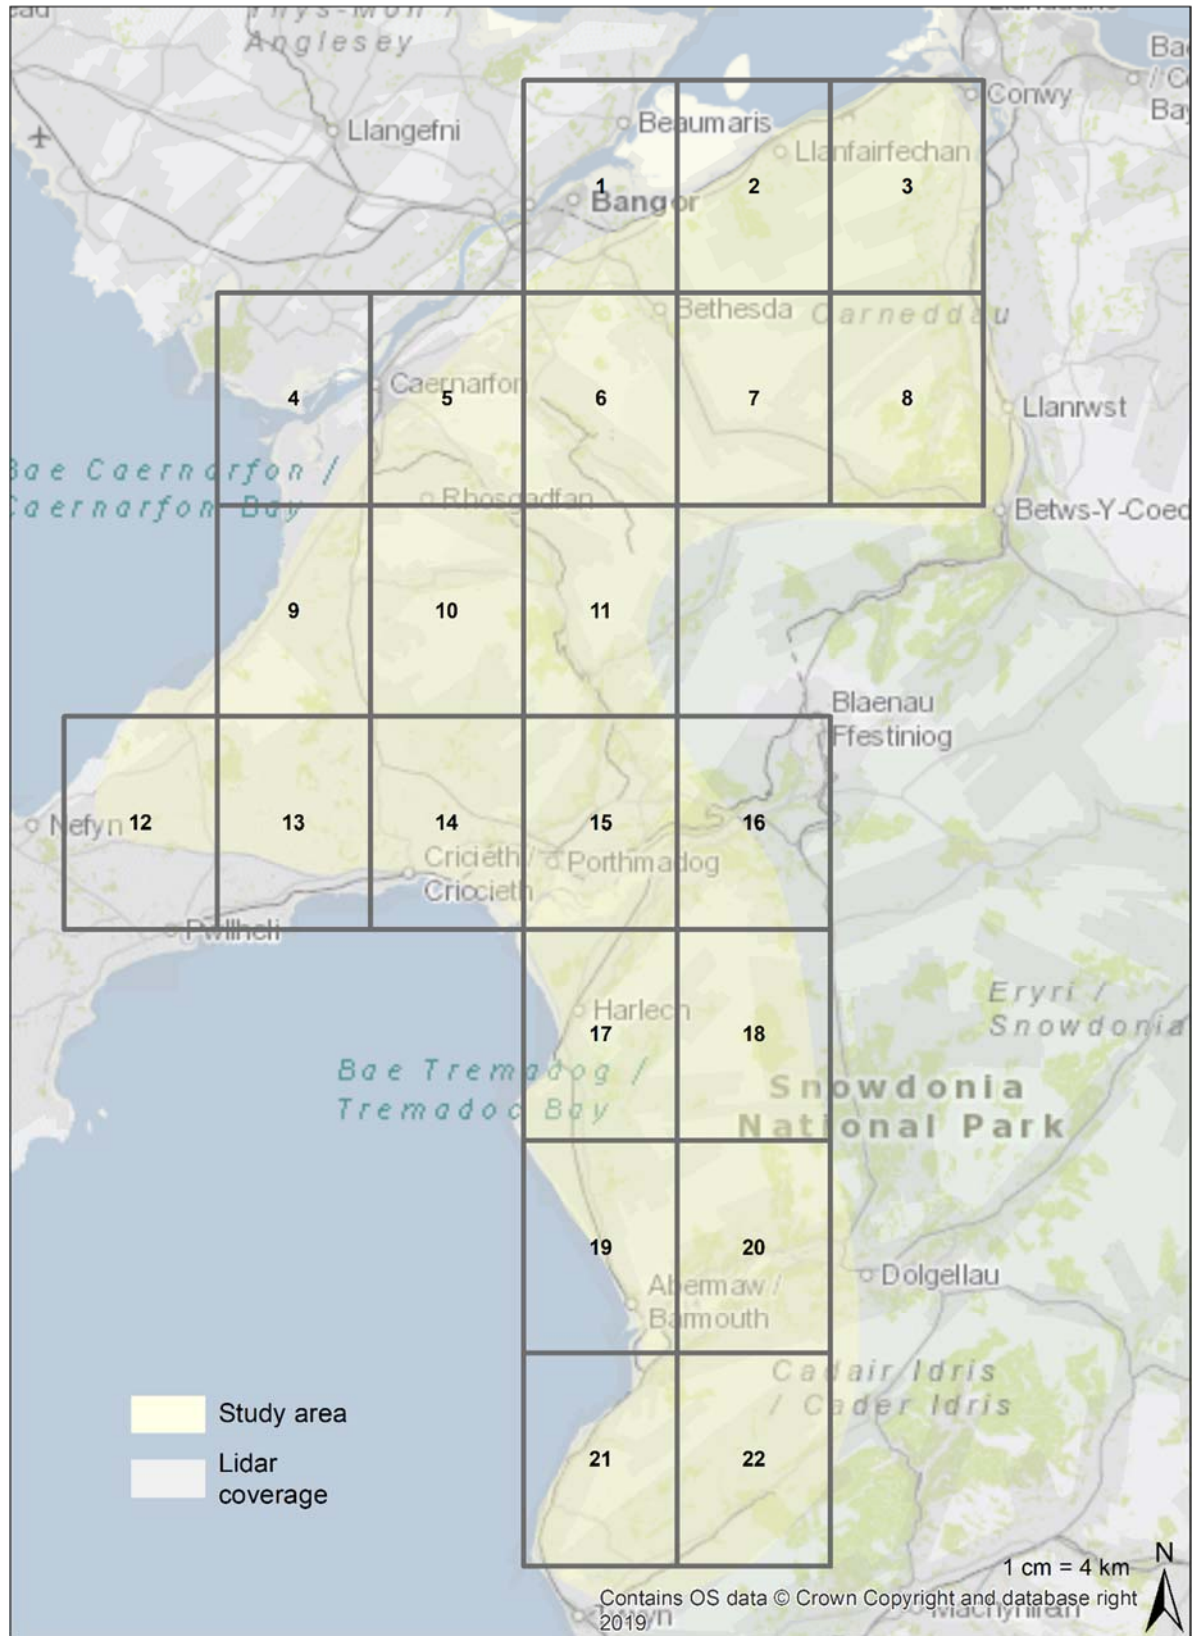 Anglesey
Llangefni
Beaumaris
Conwy
Llanfairfechan
1
2
3
Bangor
Bethesda
Carneddau
Caernarfon
4
5
6
7
8
Llanrwst
Bae Caernarfon /
Caernarfon Bay
Rhosgadfan
Betws-Y-Coed
9
10
11
Blaenau
Ffestiniog
Nefyn
12
13
14
15
16
Cricieth /
Criccieth
Porthmadog
Pwllheli
Eryri /
Snowdonia
Harlech
17
18
Bae Tremadog /
Tremadoc Bay
Snowdonia
National Park
19
20
Dolgellau
Abermaw /
Barmouth
Cadair Idris
/ Cader Idris
Study area
Lidar
coverage
21
22
N
1 cm = 4 km
Contains OS data © Crown Copyright and database right
2019
Tywyn